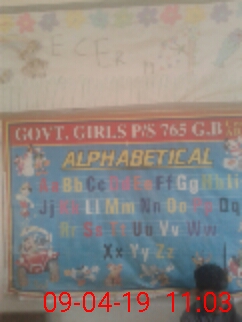 ECE
GOVT. GIRLS P/S 765 G.B
ALPHABETICAL
Aa Bb Cc Dd Ee Ff Gg Hh Ii
Jj Kk Ll Mm Nn Oo Pp Qq
Rr Ss Tt Uu Vv Ww
Xx Yy Zz
09-04-19 11:03